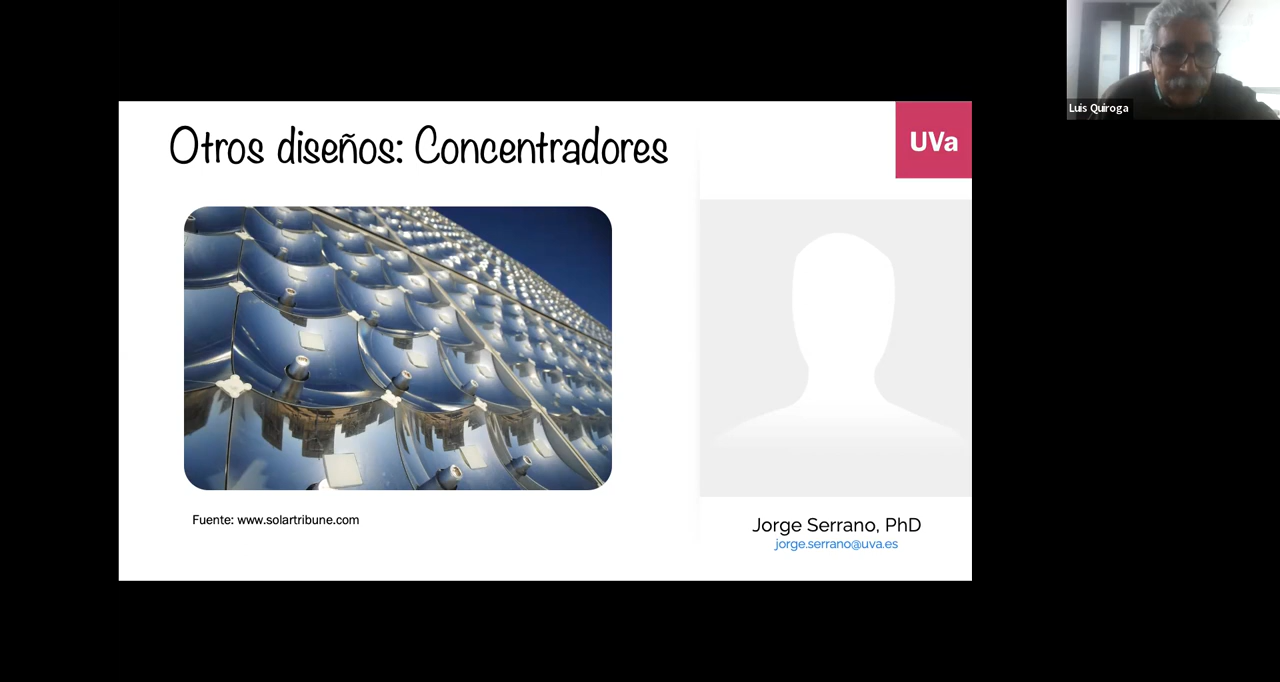 Otros diseños: Concentradores
UVa
Luis Quiroga
Fuente: www.solartribune.com
Jorge Serrano, PhD
jorge.serrano@uva.es